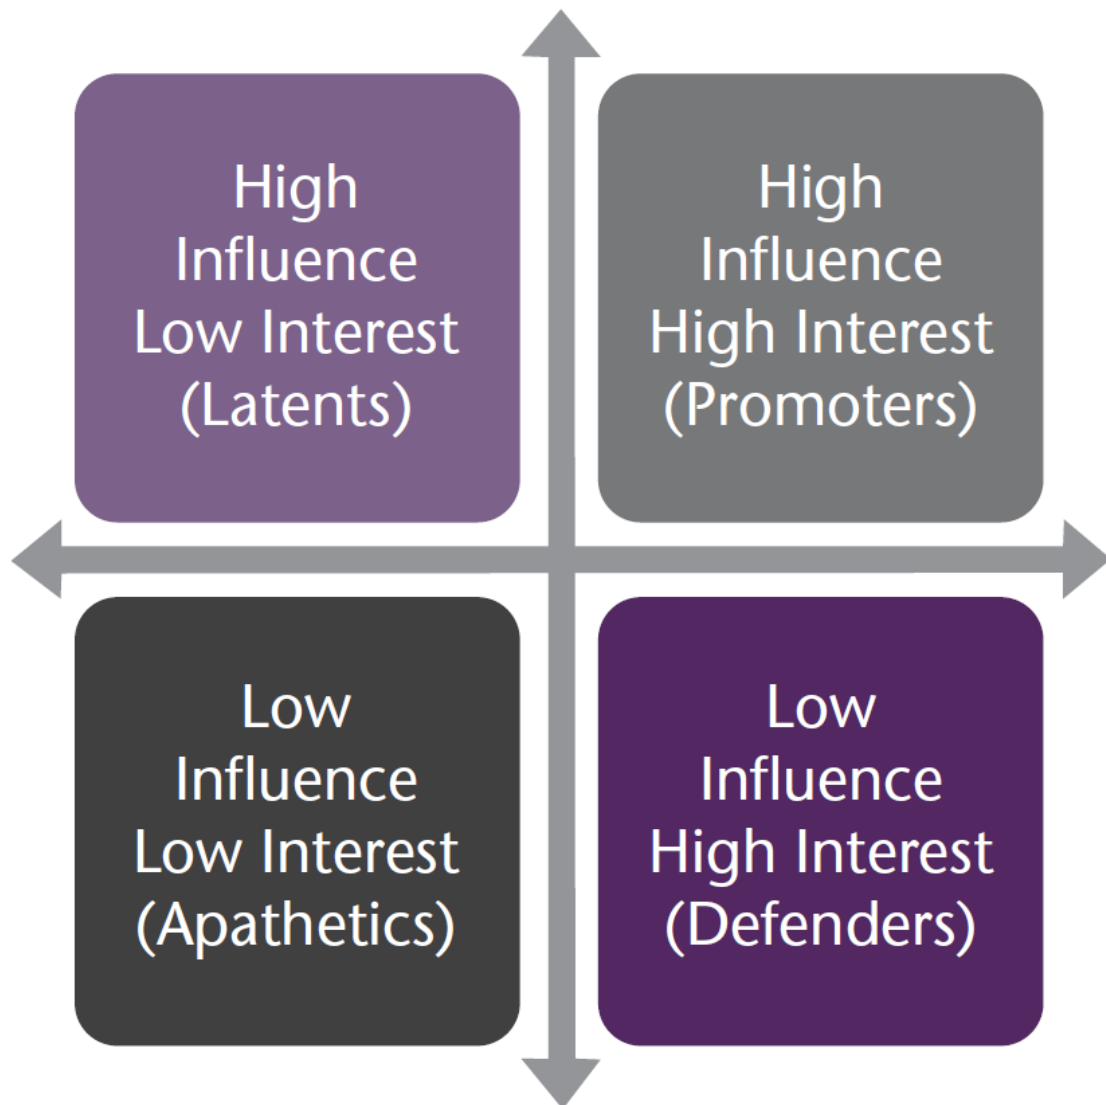 High
Influence
Low Interest
(Latents)
High
Influence
High Interest
(Promoters)
Low
Influence
Low Interest
(Apathetics)
Low
Influence
High Interest
(Defenders)